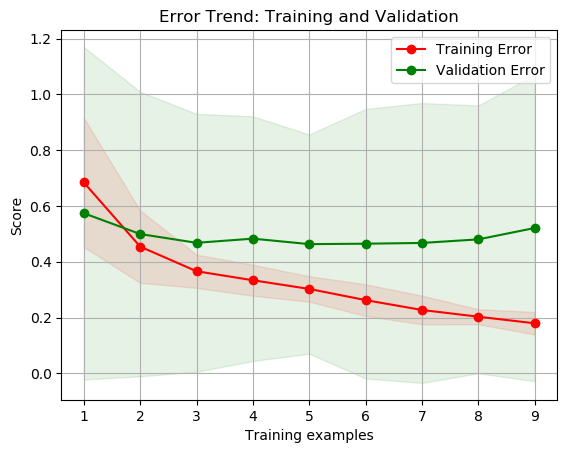 Error Trend: Training and Validation
Training Error
Validation Error
1.2
1.0
0.8
0.6
0.4
0.2
0.0
Score
1 2 3 4 5 6 7 8 9
Training examples